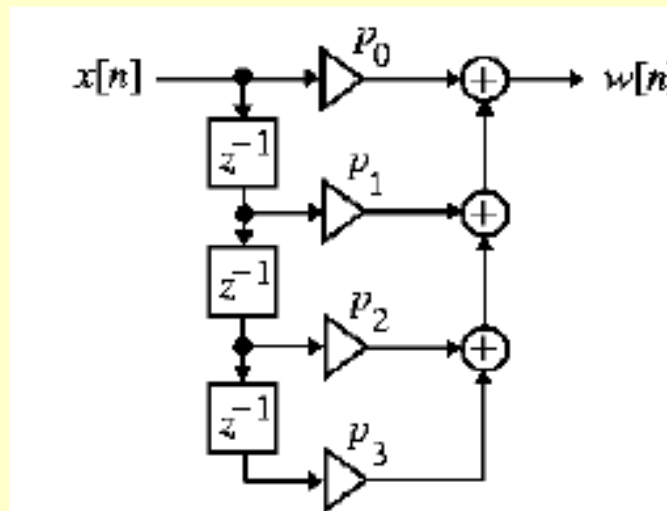 x[n] p₀ + w[n]
z⁻¹
p₁ +
z⁻¹
p₂ +
z⁻¹
p₃